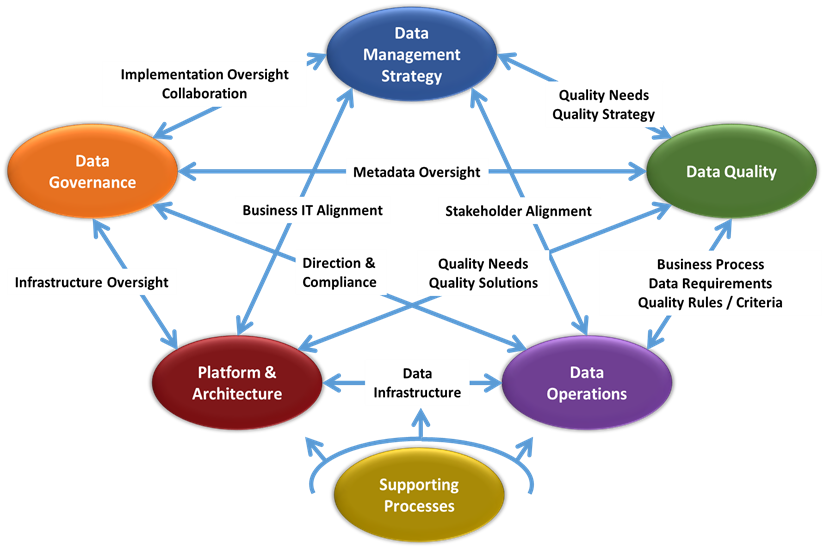 Data
Management
Strategy
Implementation Oversight
Collaboration
Quality Needs
Quality Strategy
Data
Governance
Metadata Oversight
Data Quality
Business IT Alignment
Stakeholder Alignment
Infrastructure Oversight
Direction &
Compliance
Quality Needs
Quality Solutions
Business Process
Data Requirements
Quality Rules / Criteria
Platform &
Architecture
Data
Infrastructure
Data
Operations
Supporting
Processes